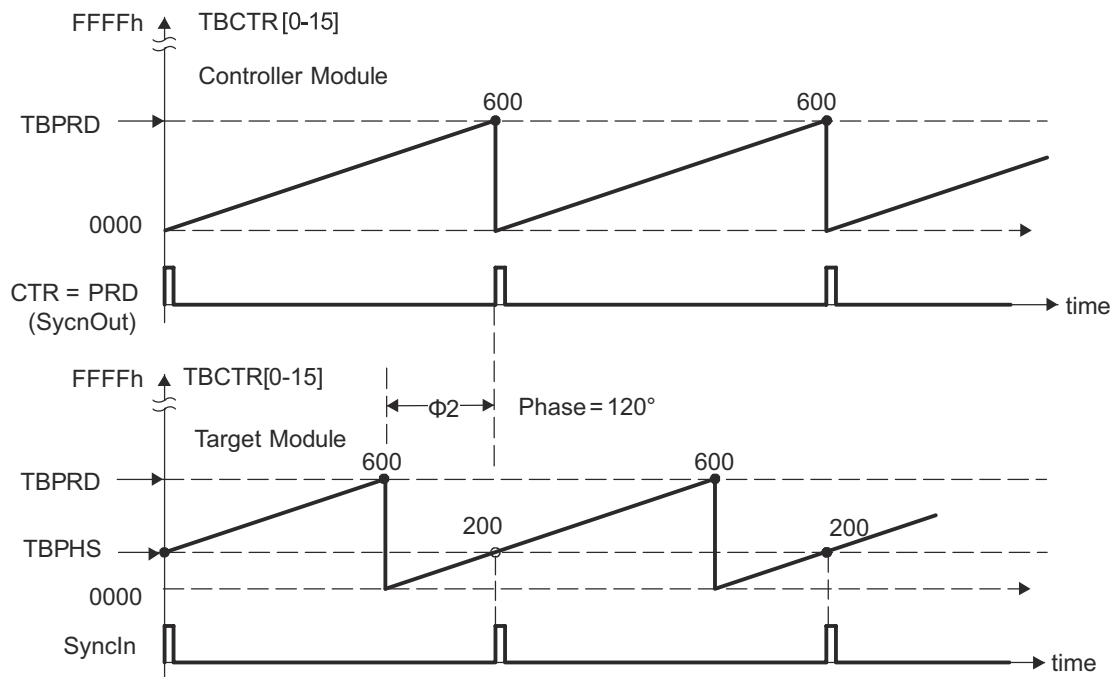 FFFFh
TBCTR[0-15]
Controller Module
600
600
TBPRD
0000
CTR = PRD
(SycnOut)
time
FFFFh
TBCTR[0-15]
Φ2
Phase = 120°
Target Module
600
600
TBPRD
200
200
TBPHS
0000
SyncIn
time